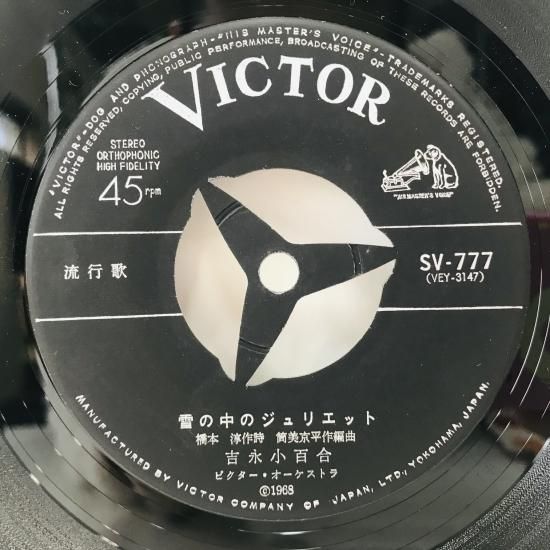 "VICTOR"-DOG AND PHONOGRAPH-"HIS MASTER'S VOICE"-TRADEMARKS REGISTERED.
ALL RIGHTS RESERVED, COPYING, PUBLIC PERFORMANCE, BROADCASTING OF THESE RECORDS ARE FORBIDDEN.
VICTOR
STEREO
ORTHOPHONIC
HIGH FIDELITY
45rpm
"HIS MASTER'S VOICE"
流行歌
SV-777
(VEY-3147)
雪の中のジュリエット
橋本 淳作詩 筒美京平作編曲
吉永小百合
ビクター・オーケストラ
©1968
MANUFACTURED BY VICTOR COMPANY OF JAPAN, LTD., YOKOHAMA, JAPAN.